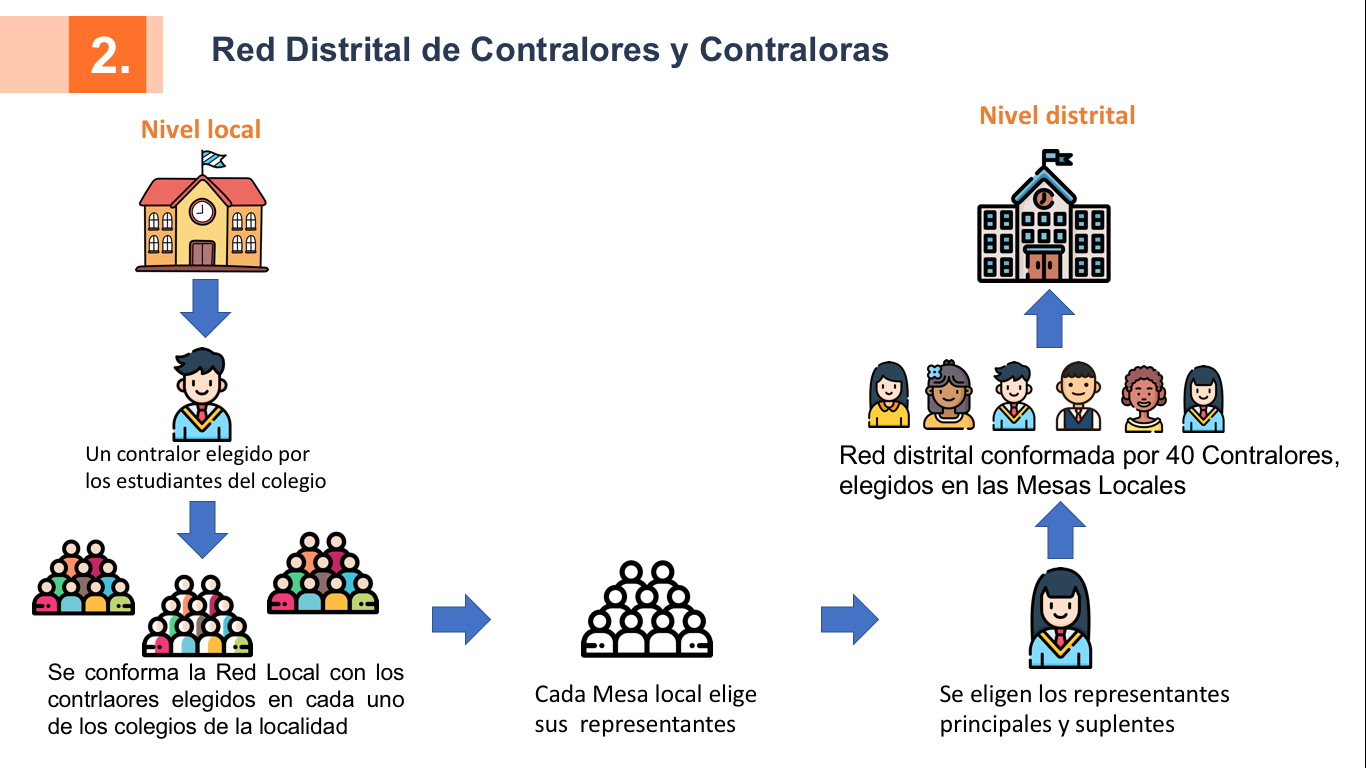 2.
Red Distrital de Contralores y Contraloras
Nivel local
Un contralor elegido por
los estudiantes del colegio
Se conforma la Red Local con los
contrlaores elegidos en cada uno
de los colegios de la localidad
Cada Mesa local elige
sus representantes
Se eligen los representantes
principales y suplentes
Red distrital conformada por 40 Contralores,
elegidos en las Mesas Locales
Nivel distrital